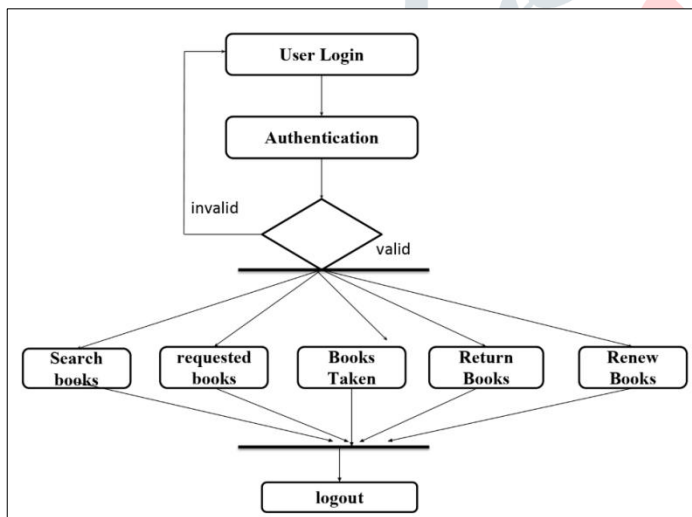 User Login
Authentication
invalid
valid
Search
books
requested
books
Books
Taken
Return
Books
Renew
Books
logout